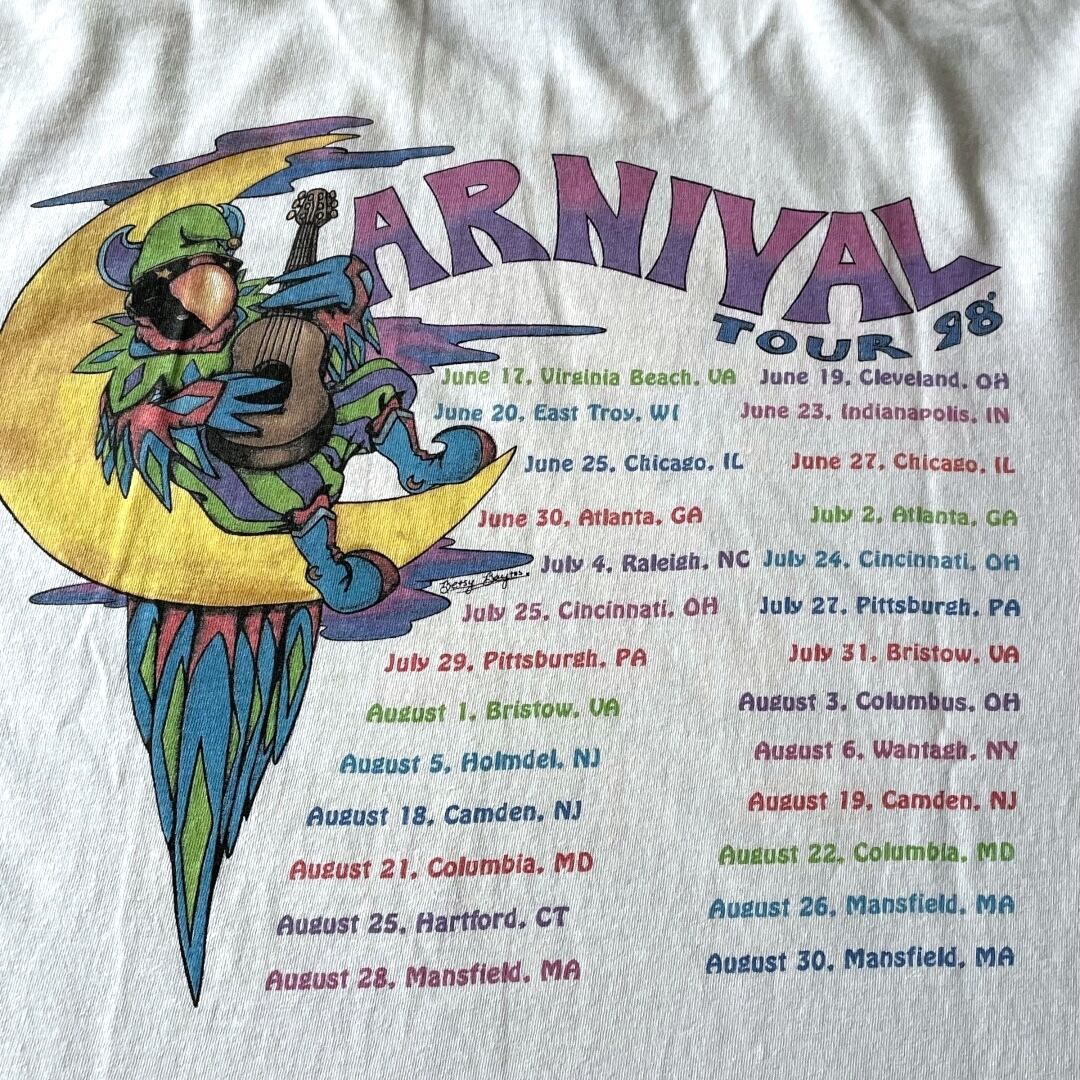 CARNIVAL
TOUR 98'
June 17, Virginia Beach, VA June 19, Cleveland, OH
June 20, East Troy, WI June 23, Indianapolis, IN
June 25, Chicago, IL June 27, Chicago, IL
June 30, Atlanta, GA July 2, Atlanta, GA
July 4, Raleigh, NC July 24, Cincinnati, OH
Betsy
July 25, Cincinnati, OH July 27, Pittsburgh, PA
July 29, Pittsburgh, PA July 31, Bristow, VA
August 1, Bristow, VA August 3, Columbus, OH
August 5, Holmdel, NJ August 6, Wantagh, NY
August 18, Camden, NJ August 19, Camden, NJ
August 21, Columbia, MD August 22, Columbia, MD
August 25, Hartford, CT August 26, Mansfield, MA
August 28, Mansfield, MA August 30, Mansfield, MA